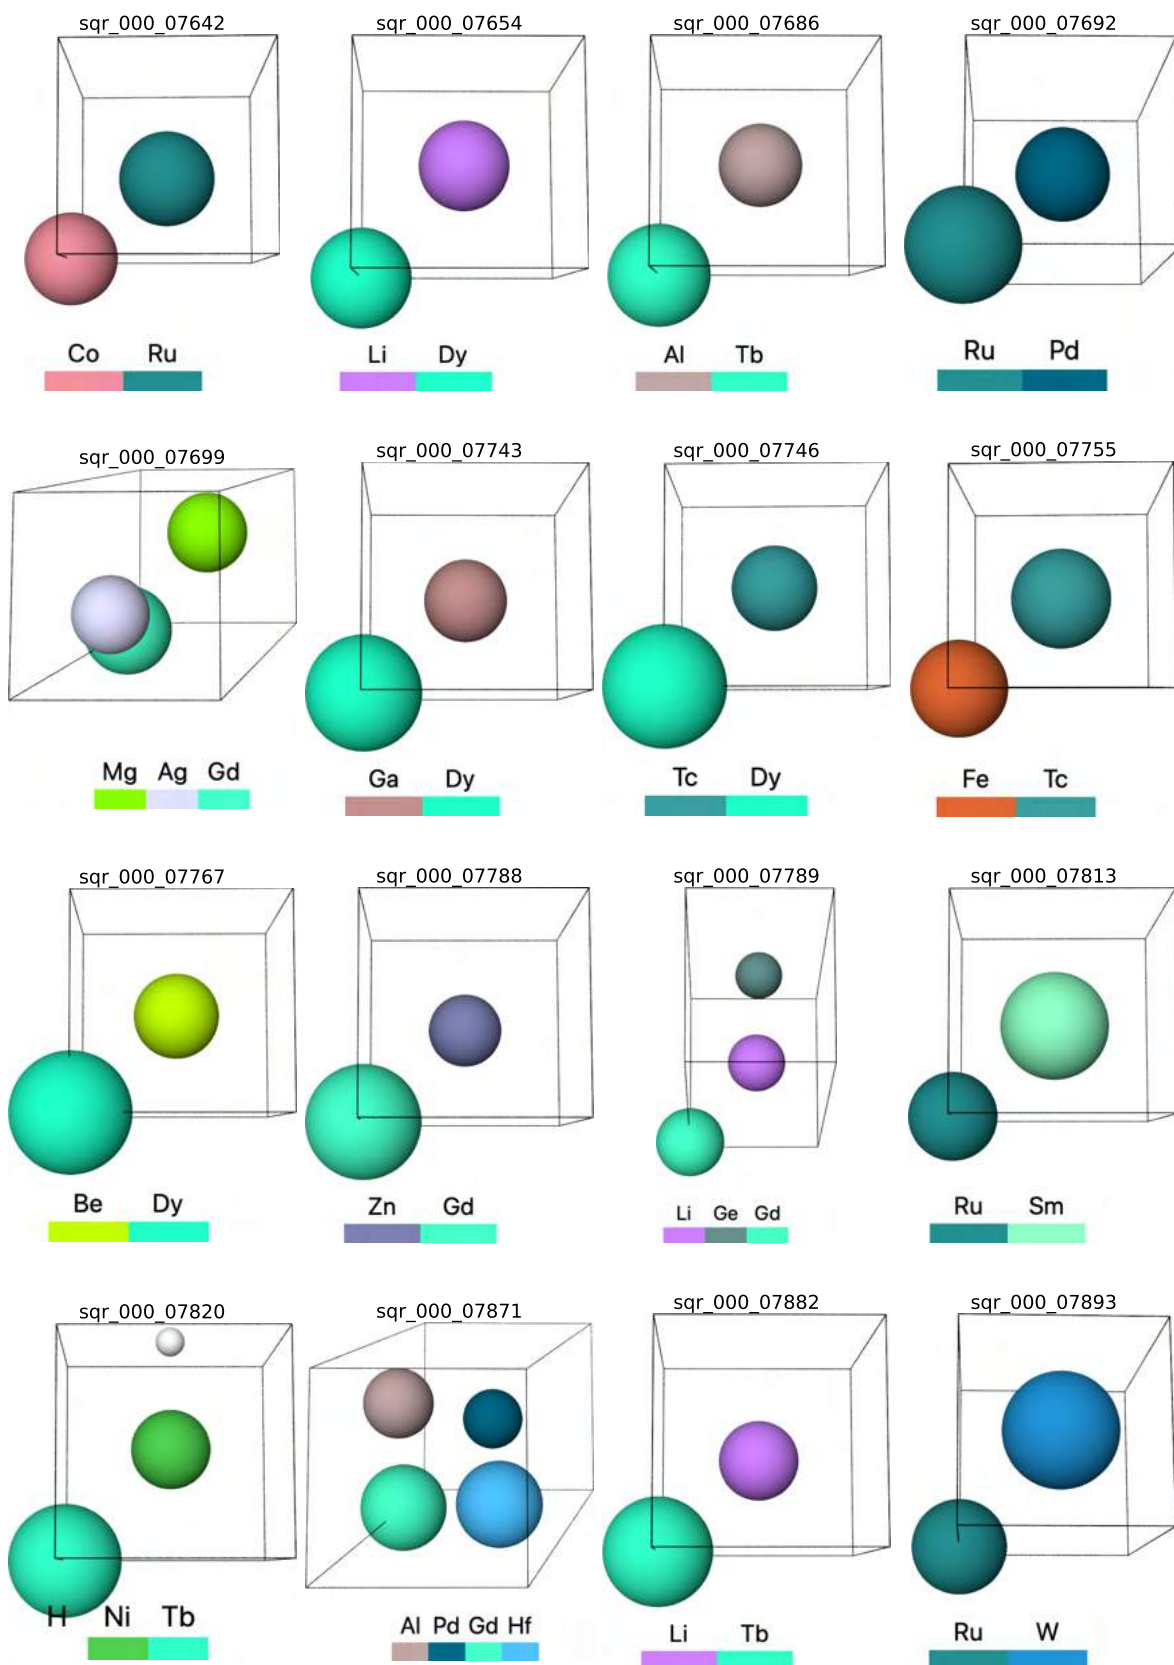 sqr_000_07642 sqr_000_07654 sqr_000_07686 sqr_000_07692
Co Ru Li Dy Al Tb Ru Pd
sqr_000_07699 sqr_000_07743 sqr_000_07746 sqr_000_07755
Mg Ag Gd Ga Dy Tc Dy Fe Tc
sqr_000_07767 sqr_000_07788 sqr_000_07789 sqr_000_07813
Be Dy Zn Gd Li Ge Gd Ru Sm
sqr_000_07820 sqr_000_07871 sqr_000_07882 sqr_000_07893
H Ni Tb Al Pd Gd Hf Li Tb Ru W